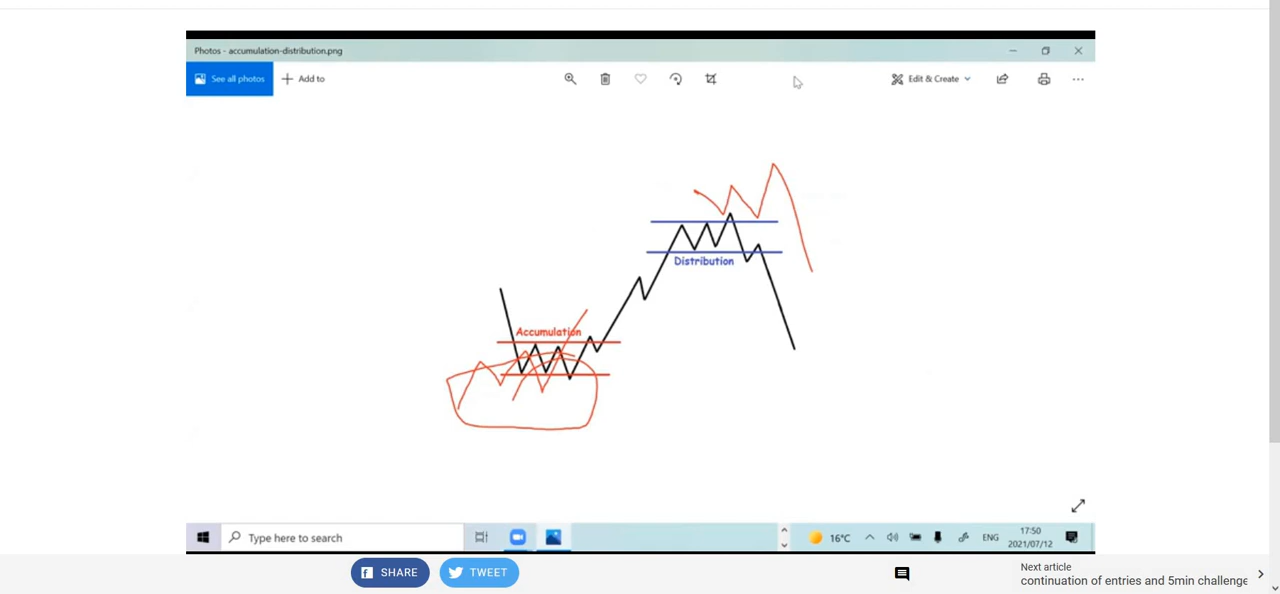 Photos - accumulation-distribution.png
See all photos
Add to
Edit & Create
Distribution
Accumulation
Type here to search
16°C
ENG
17:50
2021/07/12
SHARE
TWEET
Next article
continuation of entries and 5min challenge